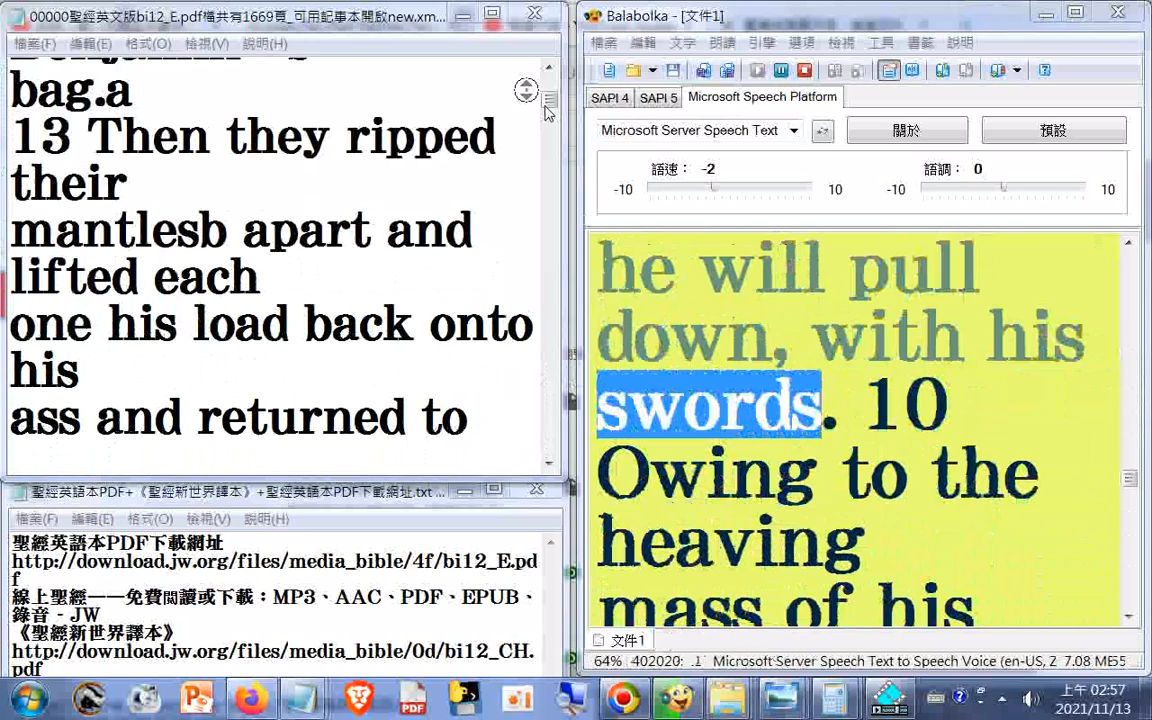 00000聖經英文版bi12_E.pdf檔共有1669頁_可用記事本開啟new.xm...
檔案(F) 編輯(E) 格式(O) 檢視(V) 說明(H)
bag.a
13 Then they ripped
their
mantlesb apart and
lifted each
one his load back onto
his
ass and returned to
聖經英語本PDF+《聖經新世界譯本》+聖經英語本PDF下載網址.txt ...
檔案(F) 編輯(E) 格式(O) 檢視(V) 說明(H)
聖經英語本PDF下載網址
http://download.jw.org/files/media_bible/4f/bi12_E.pd
f
線上聖經——免費閱讀或下載：MP3、AAC、PDF、EPUB、
錄音 - JW
《聖經新世界譯本》
http://download.jw.org/files/media_bible/0d/bi12_CH.
pdf
Balabolka - [文件1]
檔案 編輯 文字 朗讀 引擎 選項 檢視 工具 書籤 說明
SAPI 4 SAPI 5 Microsoft Speech Platform
Microsoft Server Speech Text 關於 預設
語速： -2 語調： 0
-10 10 -10 10
he will pull
down, with his
swords. 10
Owing to the
heaving
mass of his
文件1
64% 402020: .1 Microsoft Server Speech Text to Speech Voice (en-US, Z 7.08 MB
PDF
上午 02:57
2021/11/13